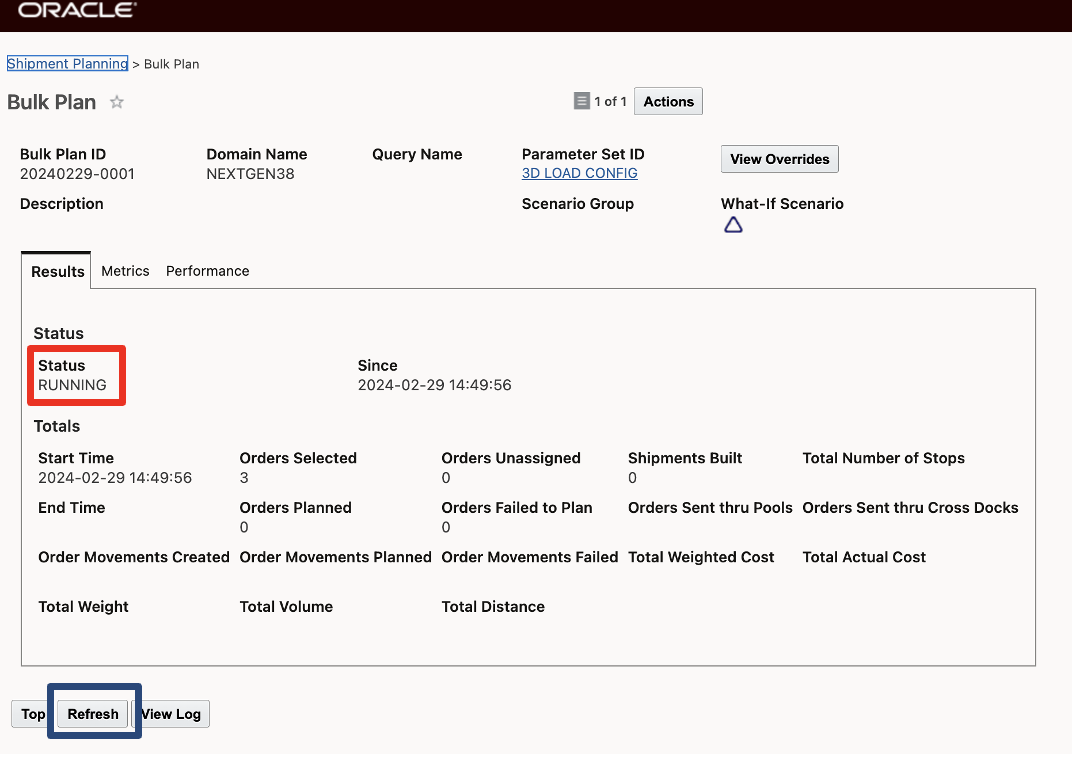 ORACLE
Shipment Planning > Bulk Plan
Bulk Plan
1 of 1 Actions
Bulk Plan ID Domain Name Query Name Parameter Set ID View Overrides
20240229-0001 NEXTGEN38 3D LOAD CONFIG
Description Scenario Group What-If Scenario
Results Metrics Performance
Status
Status Since
RUNNING 2024-02-29 14:49:56
Totals
Start Time Orders Selected Orders Unassigned Shipments Built Total Number of Stops
2024-02-29 14:49:56 3 0 0
End Time Orders Planned Orders Failed to Plan Orders Sent thru Pools Orders Sent thru Cross Docks
0 0
Order Movements Created Order Movements Planned Order Movements Failed Total Weighted Cost Total Actual Cost
Total Weight Total Volume Total Distance
Top Refresh View Log